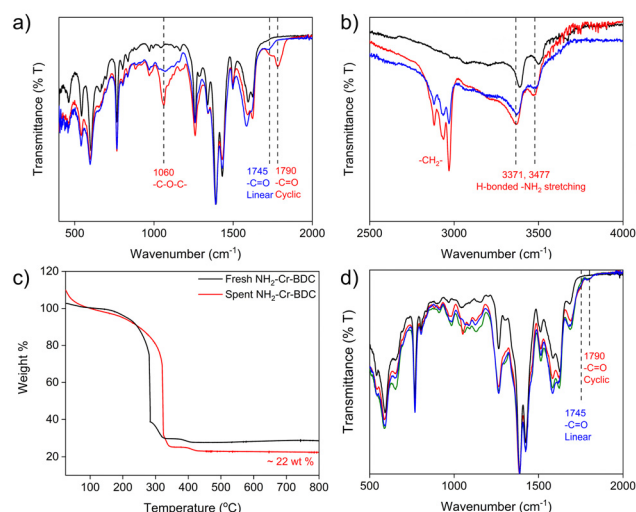 a)
Transmittance (% T)
1060
-C-O-C-
1745
-C=O
Linear
1790
-C=O
Cyclic
500 1000 1500 2000
Wavenumber (cm⁻¹)
b)
Transmittance (% T)
-CH₂-
3371, 3477
H-bonded -NH₂ stretching
2500 3000 3500 4000
Wavenumber (cm⁻¹)
c)
Weight %
120
100
80
60
40
20
Fresh NH₂-Cr-BDC
Spent NH₂-Cr-BDC
~ 22 wt %
100 200 300 400 500 600 700 800
Temperature (°C)
d)
Transmittance (% T)
1790
-C=O
Cyclic
1745
-C=O
Linear
500 1000 1500 2000
Wavenumber (cm⁻¹)